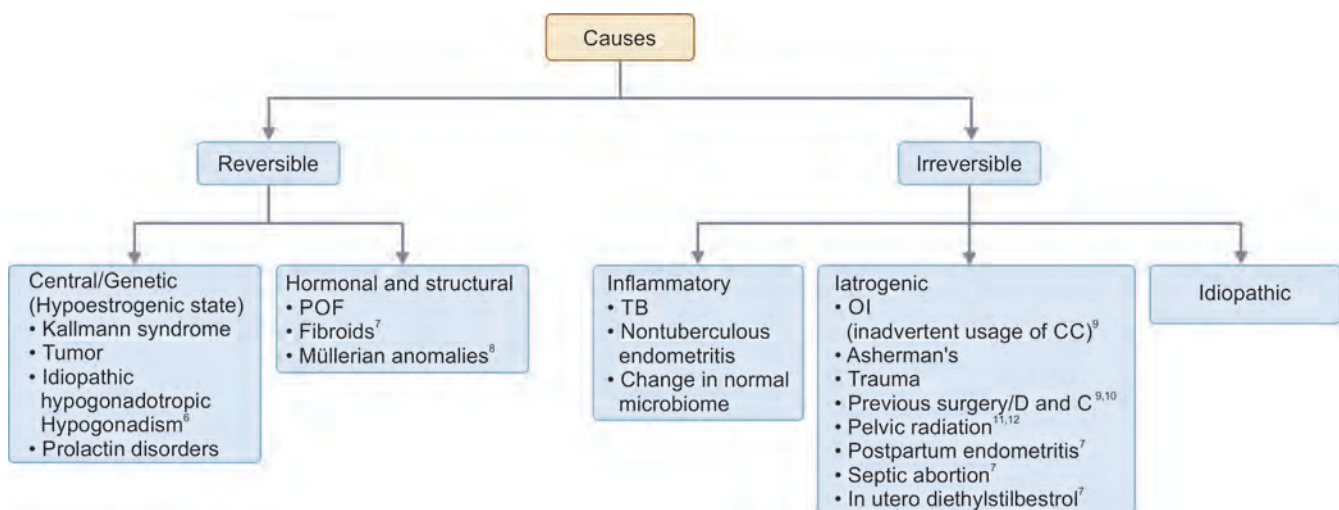 Causes
Reversible
Irreversible
Central/Genetic
(Hypoestrogenic state)
• Kallmann syndrome
• Tumor
• Idiopathic
hypogonadotropic
Hypogonadism6
• Prolactin disorders
Hormonal and structural
• POF
• Fibroids7
• Müllerian anomalies8
Inflammatory
• TB
• Nontuberculous
endometritis
• Change in normal
microbiome
Iatrogenic
• OI
(inadvertent usage of CC)9
• Asherman's
• Trauma
• Previous surgery/D and C9,10
• Pelvic radiation11,12
• Postpartum endometritis7
• Septic abortion7
• In utero diethylstilbestrol7
Idiopathic